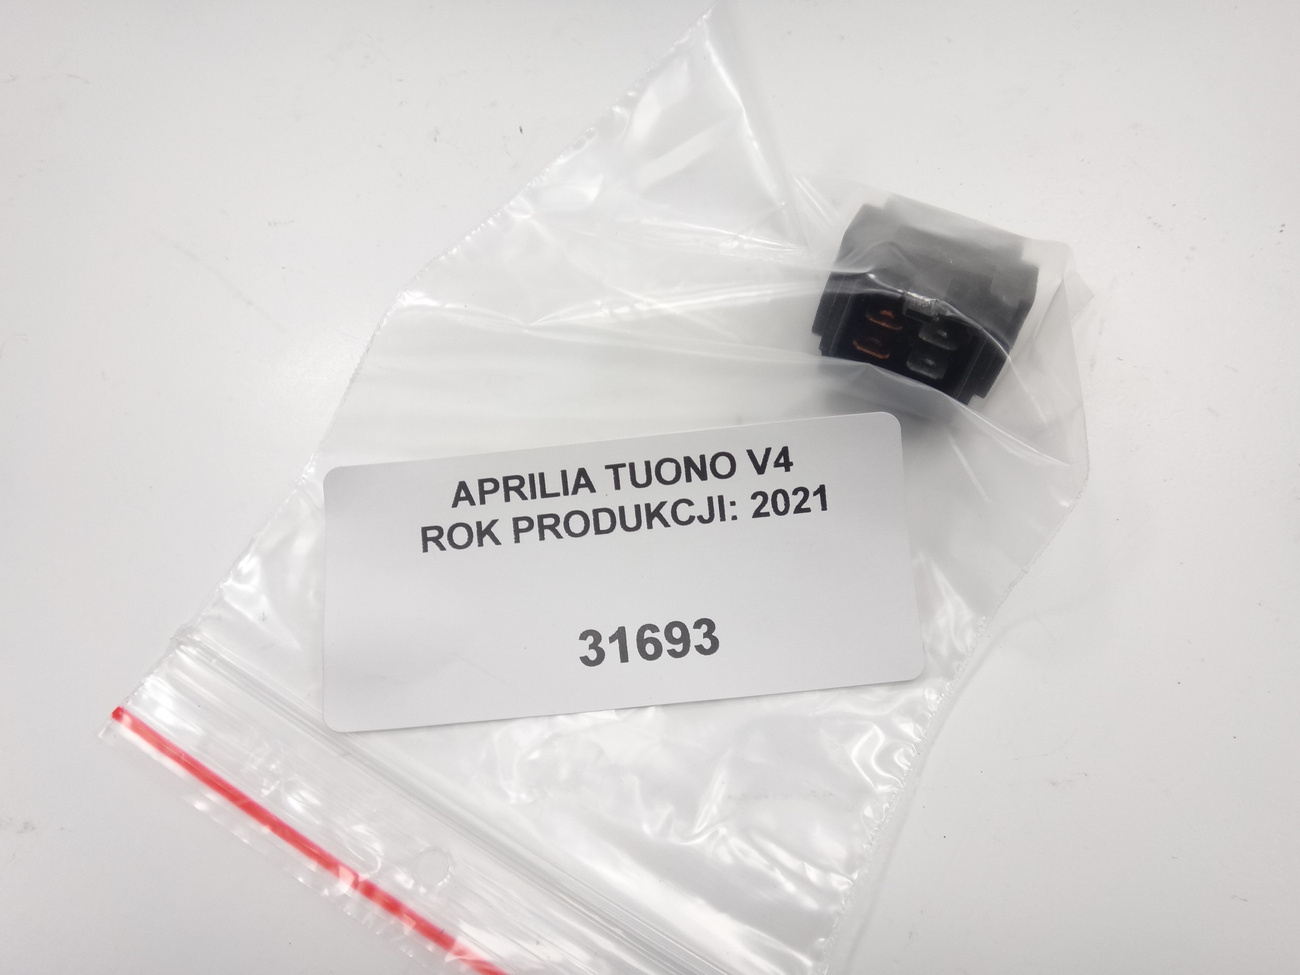 APRILIA TUONO V4
ROK PRODUKCJI: 2021
31693